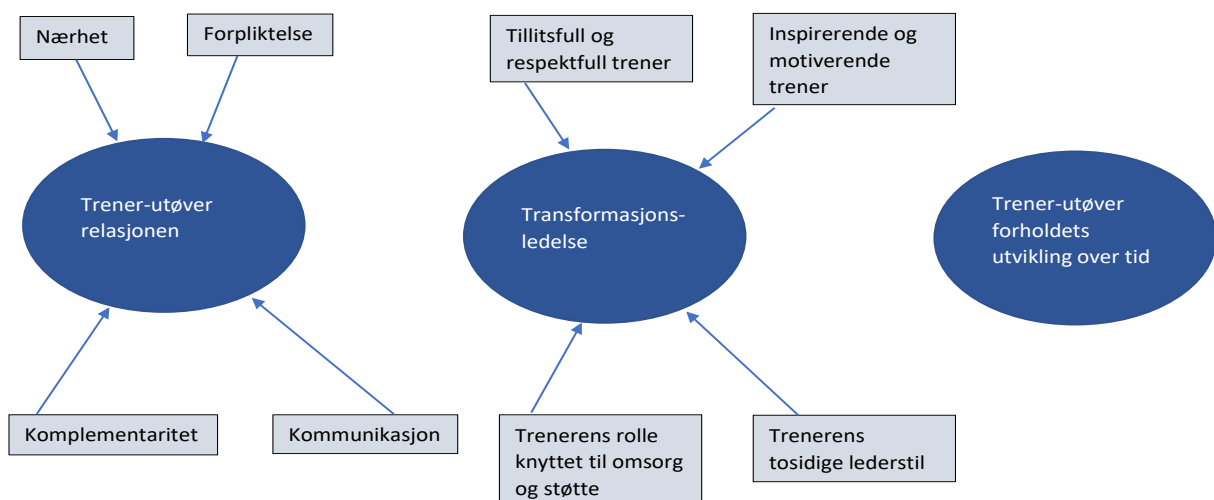 Nærhet
Forpliktelse
Tillitsfull og
respektfull trener
Inspirerende og
motiverende
trener
Trener-utøver
relasjonen
Transformasjons-
ledelse
Trener-utøver
forholdets
utvikling over tid
Komplementaritet
Kommunikasjon
Trenerens rolle
knyttet til omsorg
og støtte
Trenerens
tosidige lederstil